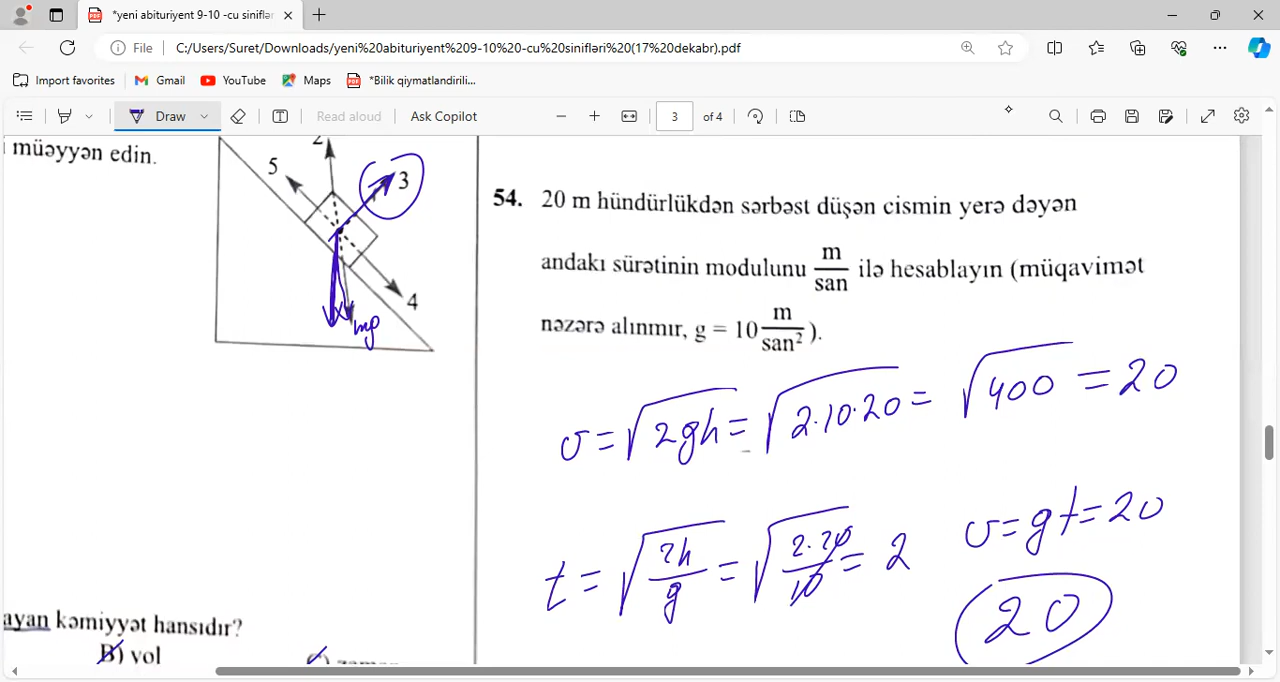 *yeni abituriyent 9-10 -cu sinifləri
File
C:/Users/Suret/Downloads/yeni%20abituriyent%209-10%20-cu%20sinifləri%20(17%20dekabr).pdf
Import favorites
Gmail
YouTube
Maps
*Bilik qiymatlandirili...
Draw
Read aloud
Ask Copilot
3
of 4
müəyyən edin.
2
5
3
4
mg
54. 20 m hündürlükdən sərbəst düşən cismin yerə dəyən
andakı sürətinin modulunu m/san ilə hesablayın (müqavimət
nəzərə alınmır, g = 10 m/san²).
υ = √2gh = √2·10·20 = √400 = 20
t = √2h/g = √2·20/10 = 2
υ = gt = 20
20
ayan kəmiyyət hansıdır?
B) yol